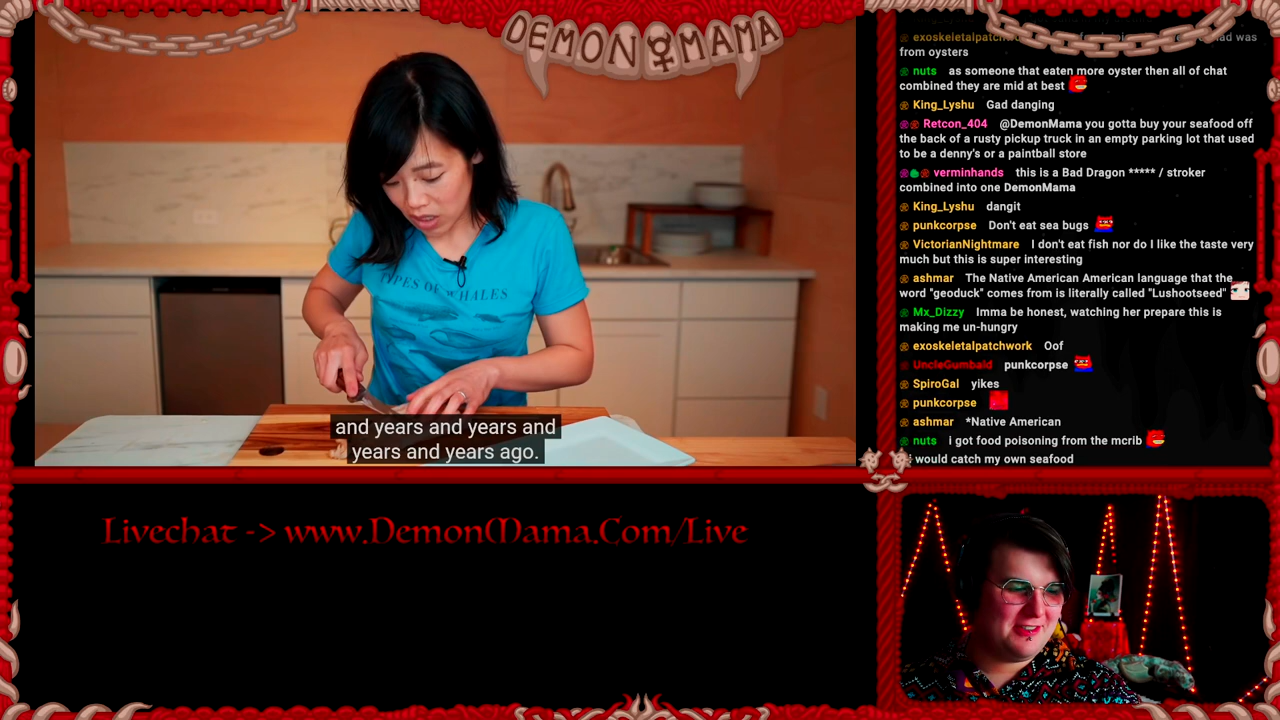 DEMON MAMA
TYPES OF WHALES
and years and years and
years and years ago.
exoskeletalpatchwork
was
from oysters
nuts as someone that eaten more oyster then all of chat
combined they are mid at best
King_Lyshu Gad danging
Retcon_404 @DemonMama you gotta buy your seafood off
the back of a rusty pickup truck in an empty parking lot that used
to be a denny's or a paintball store
verminhands this is a Bad Dragon ***** / stroker
combined into one DemonMama
King_Lyshu dangit
punkcorpse Don't eat sea bugs
VictorianNightmare I don't eat fish nor do I like the taste very
much but this is super interesting
ashmar The Native American American language that the
word "geoduck" comes from is literally called "Lushootseed"
Mx_Dizzy Imma be honest, watching her prepare this is
making me un-hungry
exoskeletalpatchwork Oof
UncleGumbald punkcorpse
SpiroGal yikes
punkcorpse
ashmar *Native American
nuts i got food poisoning from the mcrib
i would catch my own seafood
Livechat -> www.DemonMama.Com/Live